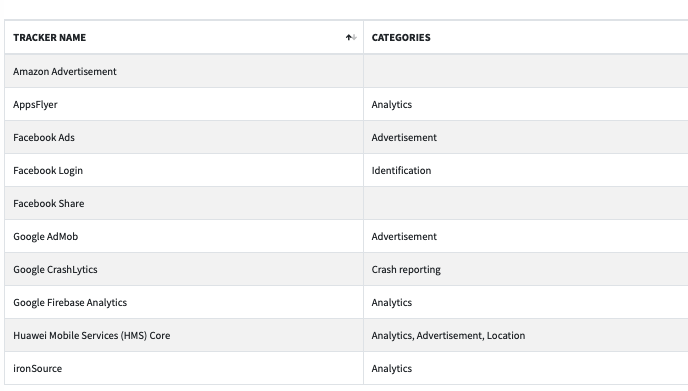 TRACKER NAME CATEGORIES
Amazon Advertisement
AppsFlyer Analytics
Facebook Ads Advertisement
Facebook Login Identification
Facebook Share
Google AdMob Advertisement
Google CrashLytics Crash reporting
Google Firebase Analytics Analytics
Huawei Mobile Services (HMS) Core Analytics, Advertisement, Location
ironSource Analytics